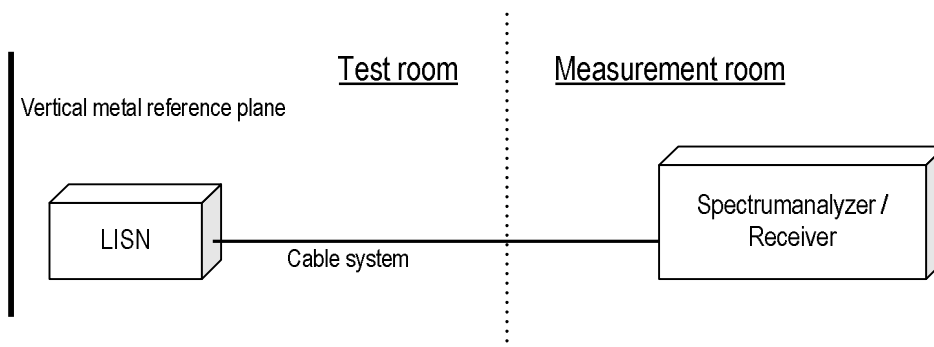 Test room
Measurement room
Vertical metal reference plane
LISN
Spectrumanalyzer /
Receiver
Cable system